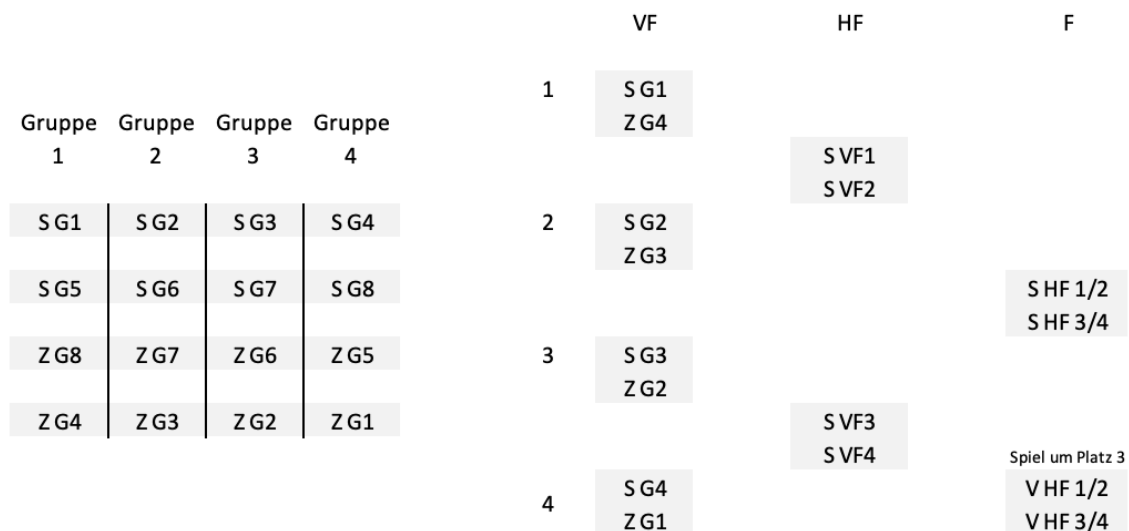 Gruppe 1 Gruppe 2 Gruppe 3 Gruppe 4
S G1 S G2 S G3 S G4
S G5 S G6 S G7 S G8
Z G8 Z G7 Z G6 Z G5
Z G4 Z G3 Z G2 Z G1
VF HF F
1
S G1
Z G4
S VF1
S VF2
2
S G2
Z G3
S HF 1/2
S HF 3/4
3
S G3
Z G2
S VF3
S VF4
Spiel um Platz 3
4
S G4
Z G1
V HF 1/2
V HF 3/4